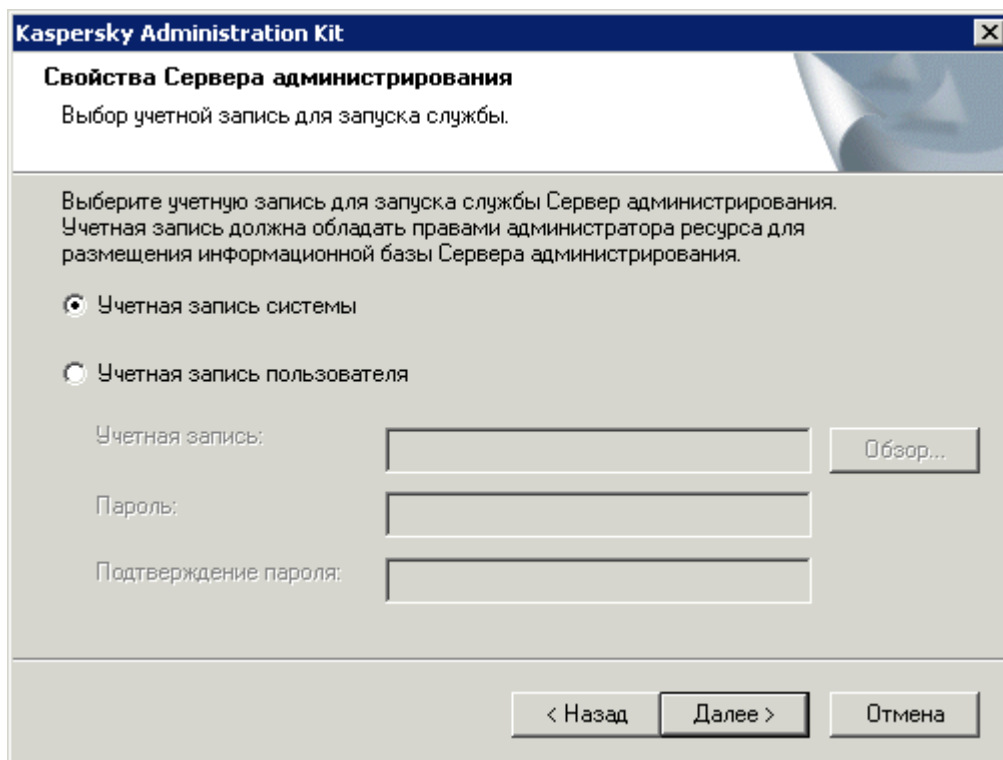 Kaspersky Administration Kit
Свойства Сервера администрирования
Выбор учетной запись для запуска службы.
Выберите учетную запись для запуска службы Сервер администрирования.
Учетная запись должна обладать правами администратора ресурса для
размещения информационной базы Сервера администрирования.
Учетная запись системы
Учетная запись пользователя
Учетная запись:
Обзор...
Пароль:
Подтверждение пароля:
< Назад
Далее >
Отмена